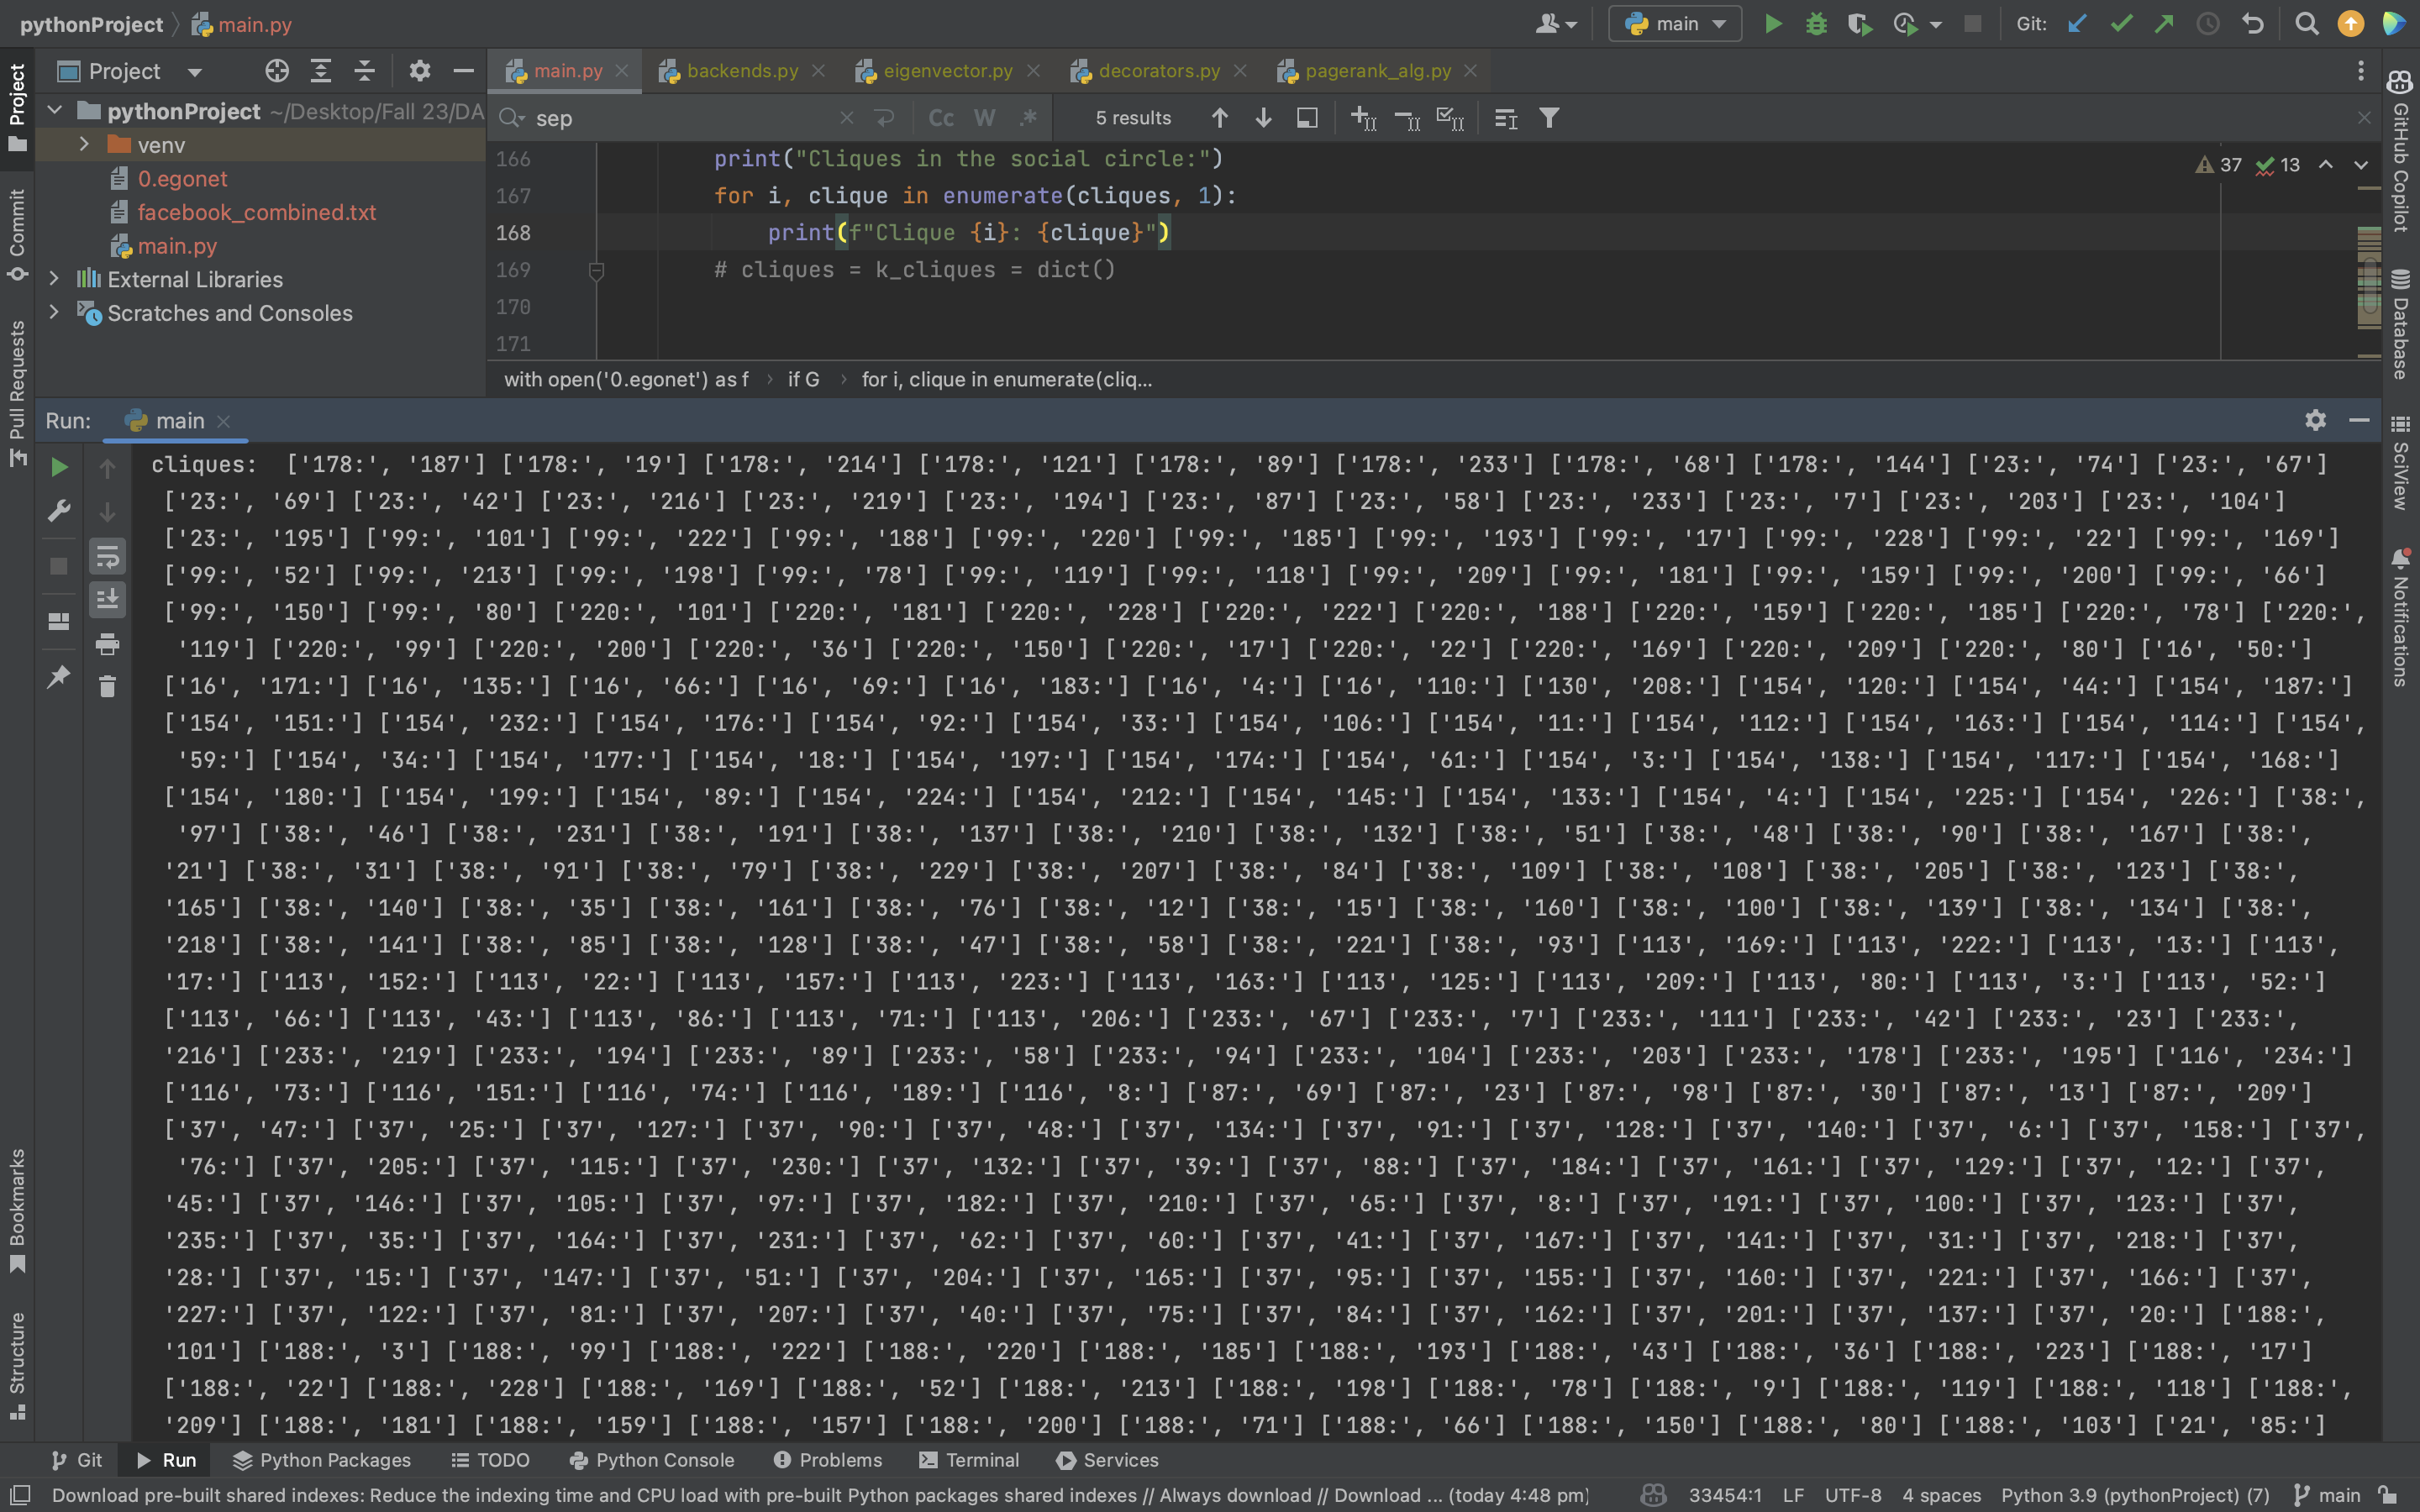 pythonProject main.py
main
Git:
Project
main.py
backends.py
eigenvector.py
decorators.py
pagerank_alg.py
pythonProject ~/Desktop/Fall 23/DA
venv
0.egonet
facebook_combined.txt
main.py
External Libraries
Scratches and Consoles
sep
Cc W .*
5 results
166 print("Cliques in the social circle:")
167 for i, clique in enumerate(cliques, 1):
168 print(f"Clique {i}: {clique}")
169 # cliques = k_cliques = dict()
170
171
37 13
with open('0.egonet') as f if G for i, clique in enumerate(cliq...
Run: main
cliques:  ['178:', '187'] ['178:', '19'] ['178:', '214'] ['178:', '121'] ['178:', '89'] ['178:', '233'] ['178:', '68'] ['178:', '144'] ['23:', '74'] ['23:', '67']
['23:', '69'] ['23:', '42'] ['23:', '216'] ['23:', '219'] ['23:', '194'] ['23:', '87'] ['23:', '58'] ['23:', '233'] ['23:', '7'] ['23:', '203'] ['23:', '104']
['23:', '195'] ['99:', '101'] ['99:', '222'] ['99:', '188'] ['99:', '220'] ['99:', '185'] ['99:', '193'] ['99:', '17'] ['99:', '228'] ['99:', '22'] ['99:', '169']
['99:', '52'] ['99:', '213'] ['99:', '198'] ['99:', '78'] ['99:', '119'] ['99:', '118'] ['99:', '209'] ['99:', '181'] ['99:', '159'] ['99:', '200'] ['99:', '66']
['99:', '150'] ['99:', '80'] ['220:', '101'] ['220:', '181'] ['220:', '228'] ['220:', '222'] ['220:', '188'] ['220:', '159'] ['220:', '185'] ['220:', '78'] ['220:',
'119'] ['220:', '99'] ['220:', '200'] ['220:', '36'] ['220:', '150'] ['220:', '17'] ['220:', '22'] ['220:', '169'] ['220:', '209'] ['220:', '80'] ['16', '50:']
['16', '171:'] ['16', '135:'] ['16', '66:'] ['16', '69:'] ['16', '183:'] ['16', '4:'] ['16', '110:'] ['130', '208:'] ['154', '120:'] ['154', '44:'] ['154', '187:']
['154', '151:'] ['154', '232:'] ['154', '176:'] ['154', '92:'] ['154', '33:'] ['154', '106:'] ['154', '11:'] ['154', '112:'] ['154', '163:'] ['154', '114:'] ['154',
'59:'] ['154', '34:'] ['154', '177:'] ['154', '18:'] ['154', '197:'] ['154', '174:'] ['154', '61:'] ['154', '3:'] ['154', '138:'] ['154', '117:'] ['154', '168:']
['154', '180:'] ['154', '199:'] ['154', '89:'] ['154', '224:'] ['154', '212:'] ['154', '145:'] ['154', '133:'] ['154', '4:'] ['154', '225:'] ['154', '226:'] ['38:',
'97'] ['38:', '46'] ['38:', '231'] ['38:', '191'] ['38:', '137'] ['38:', '210'] ['38:', '132'] ['38:', '51'] ['38:', '48'] ['38:', '90'] ['38:', '167'] ['38:',
'21'] ['38:', '31'] ['38:', '91'] ['38:', '79'] ['38:', '229'] ['38:', '207'] ['38:', '84'] ['38:', '109'] ['38:', '108'] ['38:', '205'] ['38:', '123'] ['38:',
'165'] ['38:', '140'] ['38:', '35'] ['38:', '161'] ['38:', '76'] ['38:', '12'] ['38:', '15'] ['38:', '160'] ['38:', '100'] ['38:', '139'] ['38:', '134'] ['38:',
'218'] ['38:', '141'] ['38:', '85'] ['38:', '128'] ['38:', '47'] ['38:', '58'] ['38:', '221'] ['38:', '93'] ['113', '169:'] ['113', '222:'] ['113', '13:'] ['113',
'17:'] ['113', '152:'] ['113', '22:'] ['113', '157:'] ['113', '223:'] ['113', '163:'] ['113', '125:'] ['113', '209:'] ['113', '80:'] ['113', '3:'] ['113', '52:']
['113', '66:'] ['113', '43:'] ['113', '86:'] ['113', '71:'] ['113', '206:'] ['233:', '67'] ['233:', '7'] ['233:', '111'] ['233:', '42'] ['233:', '23'] ['233:',
'216'] ['233:', '219'] ['233:', '194'] ['233:', '89'] ['233:', '58'] ['233:', '94'] ['233:', '104'] ['233:', '203'] ['233:', '178'] ['233:', '195'] ['116', '234:']
['116', '73:'] ['116', '151:'] ['116', '74:'] ['116', '189:'] ['116', '8:'] ['87:', '69'] ['87:', '23'] ['87:', '98'] ['87:', '30'] ['87:', '13'] ['87:', '209']
['37', '47:'] ['37', '25:'] ['37', '127:'] ['37', '90:'] ['37', '48:'] ['37', '134:'] ['37', '91:'] ['37', '128:'] ['37', '140:'] ['37', '6:'] ['37', '158:'] ['37',
'76:'] ['37', '205:'] ['37', '115:'] ['37', '230:'] ['37', '132:'] ['37', '39:'] ['37', '88:'] ['37', '184:'] ['37', '161:'] ['37', '129:'] ['37', '12:'] ['37',
'45:'] ['37', '146:'] ['37', '105:'] ['37', '97:'] ['37', '182:'] ['37', '210:'] ['37', '65:'] ['37', '8:'] ['37', '191:'] ['37', '100:'] ['37', '123:'] ['37',
'235:'] ['37', '35:'] ['37', '164:'] ['37', '231:'] ['37', '62:'] ['37', '60:'] ['37', '41:'] ['37', '167:'] ['37', '141:'] ['37', '31:'] ['37', '218:'] ['37',
'28:'] ['37', '15:'] ['37', '147:'] ['37', '51:'] ['37', '204:'] ['37', '165:'] ['37', '95:'] ['37', '155:'] ['37', '160:'] ['37', '221:'] ['37', '166:'] ['37',
'227:'] ['37', '122:'] ['37', '81:'] ['37', '207:'] ['37', '40:'] ['37', '75:'] ['37', '84:'] ['37', '162:'] ['37', '201:'] ['37', '137:'] ['37', '20:'] ['188:',
'101'] ['188:', '3'] ['188:', '99'] ['188:', '222'] ['188:', '220'] ['188:', '185'] ['188:', '193'] ['188:', '43'] ['188:', '36'] ['188:', '223'] ['188:', '17']
['188:', '22'] ['188:', '228'] ['188:', '169'] ['188:', '52'] ['188:', '213'] ['188:', '198'] ['188:', '78'] ['188:', '9'] ['188:', '119'] ['188:', '118'] ['188:',
'209'] ['188:', '181'] ['188:', '159'] ['188:', '157'] ['188:', '200'] ['188:', '71'] ['188:', '66'] ['188:', '150'] ['188:', '80'] ['188:', '103'] ['21', '85:']
Project
Commit
Pull Requests
Bookmarks
Structure
GitHub Copilot
Database
SciView
Notifications
Git Run Python Packages TODO Python Console Problems Terminal Services
Download pre-built shared indexes: Reduce the indexing time and CPU load with pre-built Python packages shared indexes // Always download // Download ... (today 4:48 pm) 33454:1 LF UTF-8 4 spaces Python 3.9 (pythonProject) (7) main